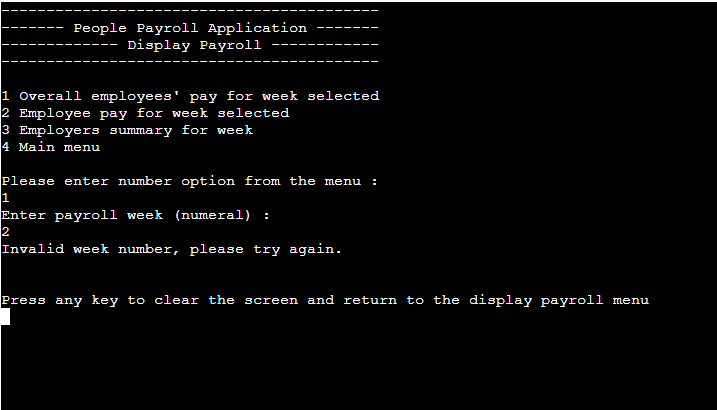 ------------------------------------------
------- People Payroll Application -------
------------- Display Payroll ------------
------------------------------------------
1 Overall employees' pay for week selected
2 Employee pay for week selected
3 Employers summary for week
4 Main menu
Please enter number option from the menu :
1
Enter payroll week (numeral) :
2
Invalid week number, please try again.
Press any key to clear the screen and return to the display payroll menu